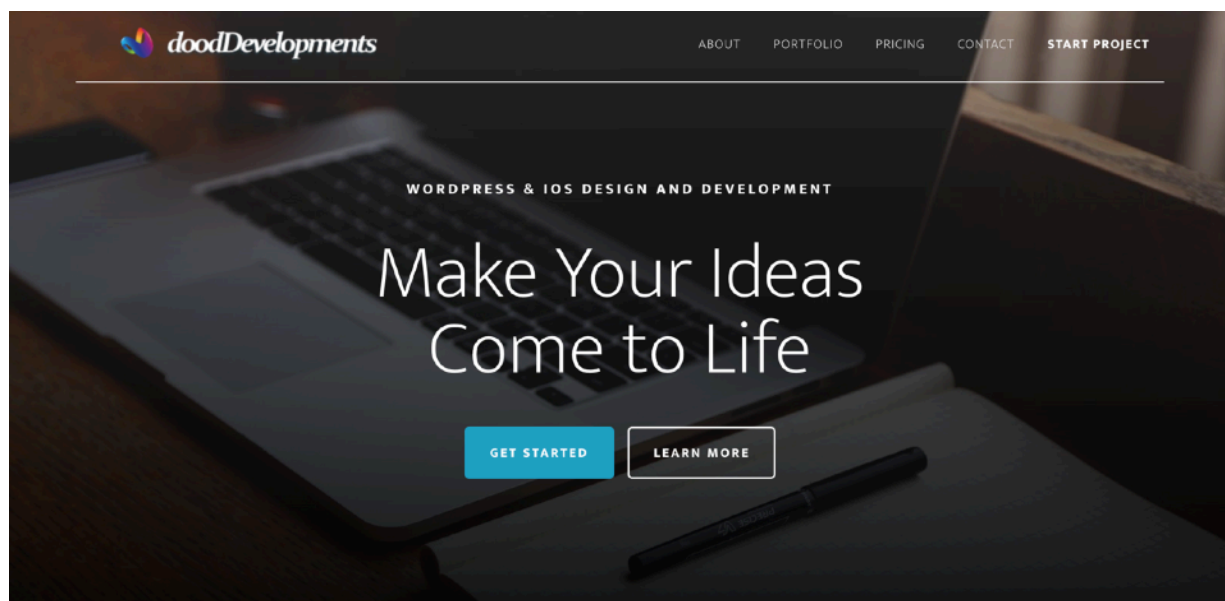 doodDevelopments
ABOUT PORTFOLIO PRICING CONTACT START PROJECT
WORDPRESS & IOS DESIGN AND DEVELOPMENT
Make Your Ideas
Come to Life
GET STARTED LEARN MORE